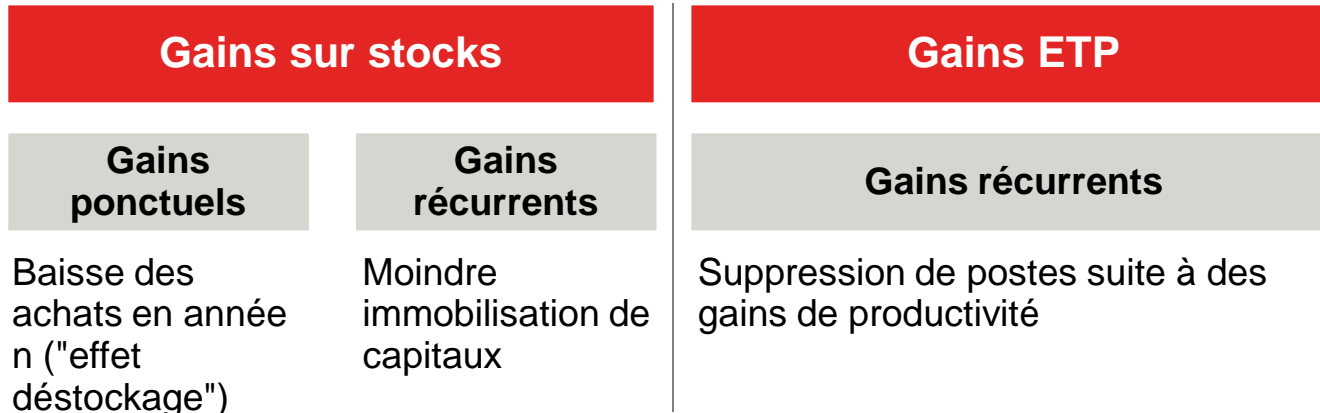 Gains sur stocks
Gains ETP
Gains
ponctuels
Gains
récurrents
Gains récurrents
Baisse des
achats en année
n ("effet
déstockage")
Moindre
immobilisation de
capitaux
Suppression de postes suite à des
gains de productivité